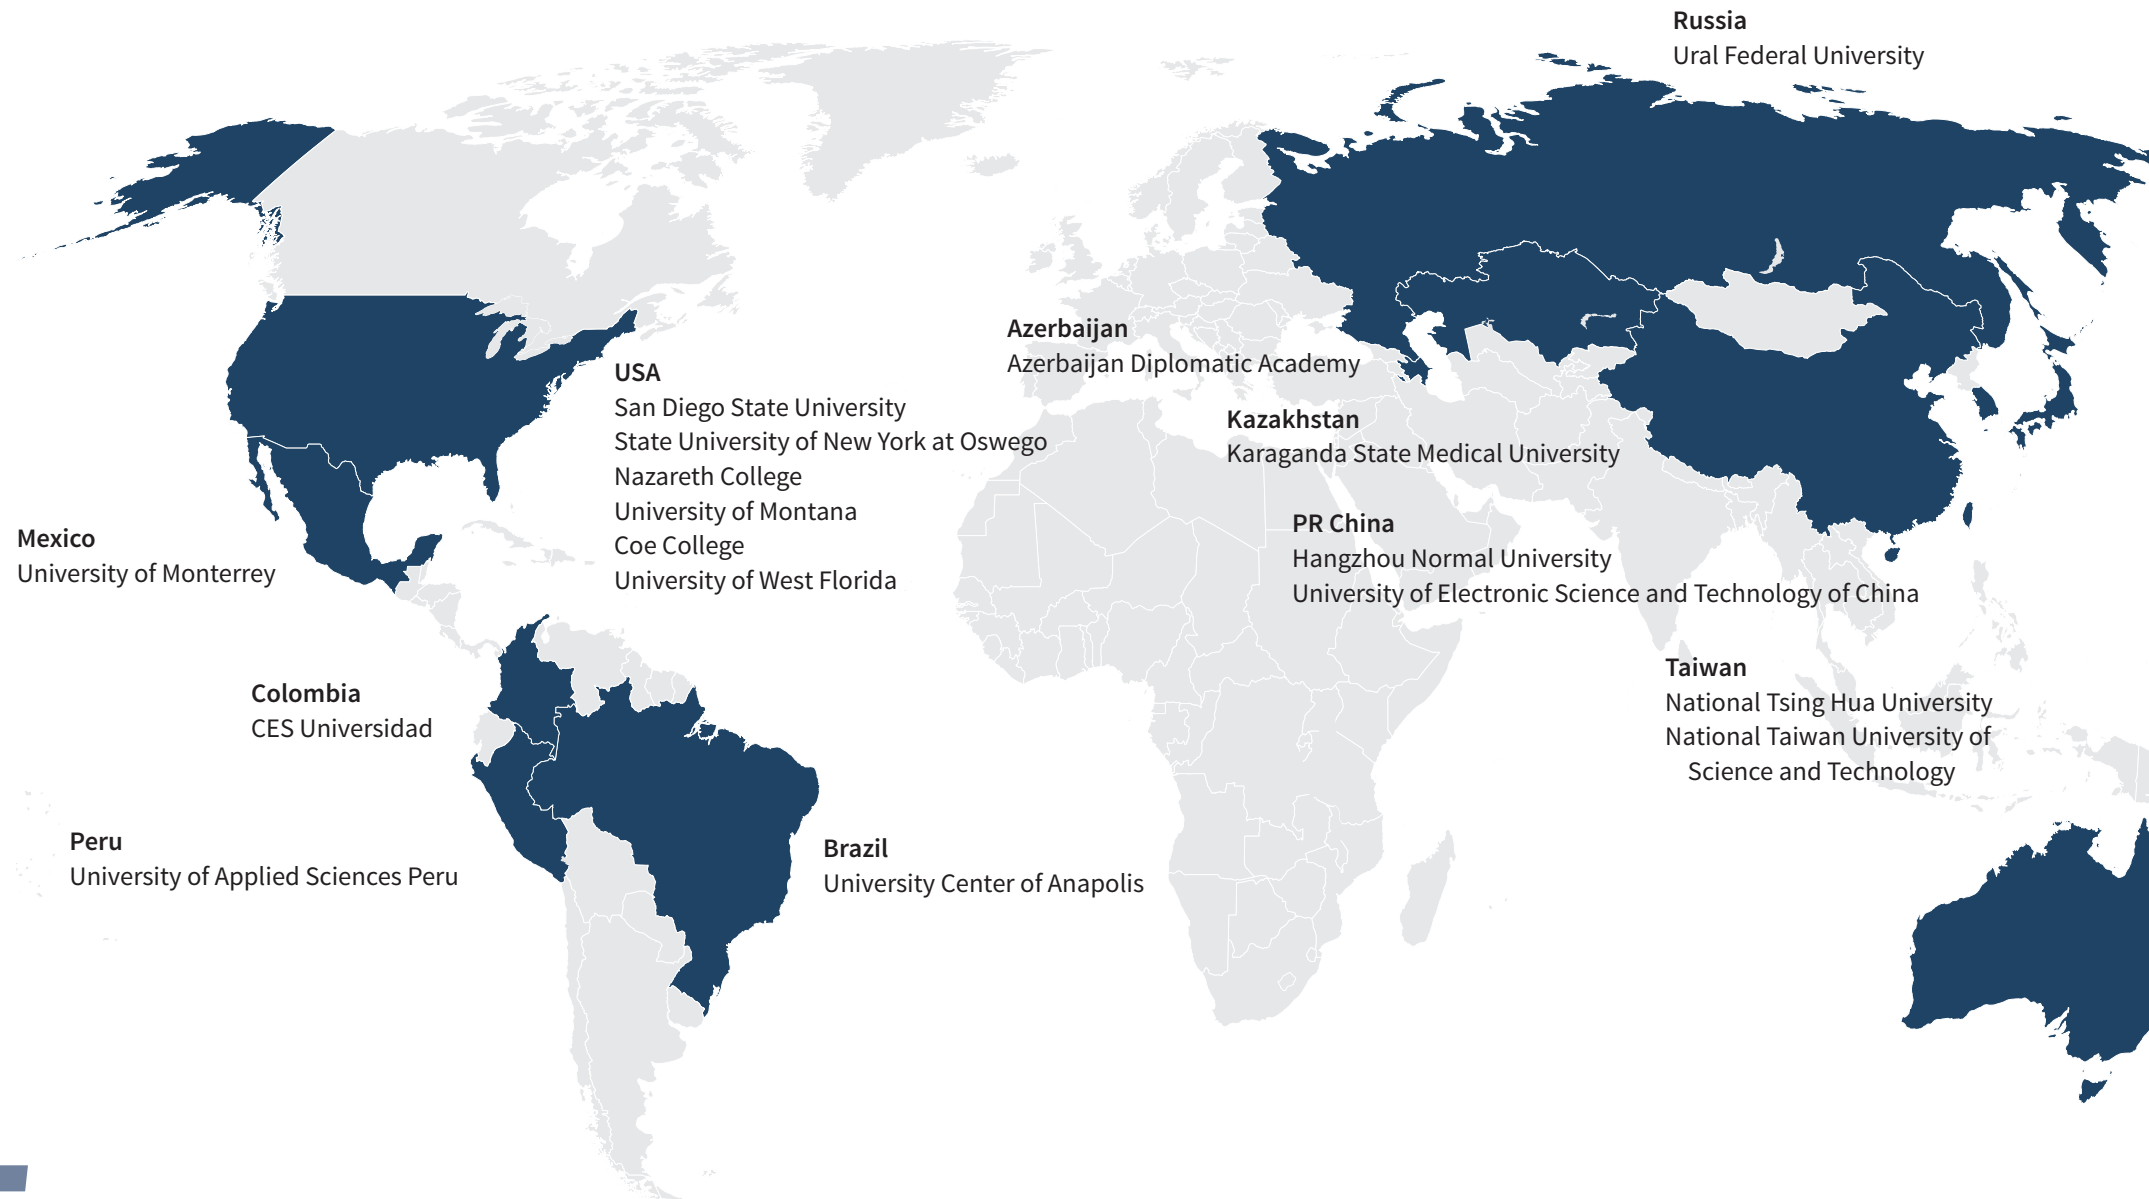 Russia
Ural Federal University
Azerbaijan
Azerbaijan Diplomatic Academy
USA
San Diego State University
State University of New York at Oswego
Nazareth College
University of Montana
Coe College
University of West Florida
Kazakhstan
Karaganda State Medical University
PR China
Hangzhou Normal University
University of Electronic Science and Technology of China
Mexico
University of Monterrey
Taiwan
National Tsing Hua University
National Taiwan University of
Science and Technology
Colombia
CES Universidad
Peru
University of Applied Sciences Peru
Brazil
University Center of Anapolis